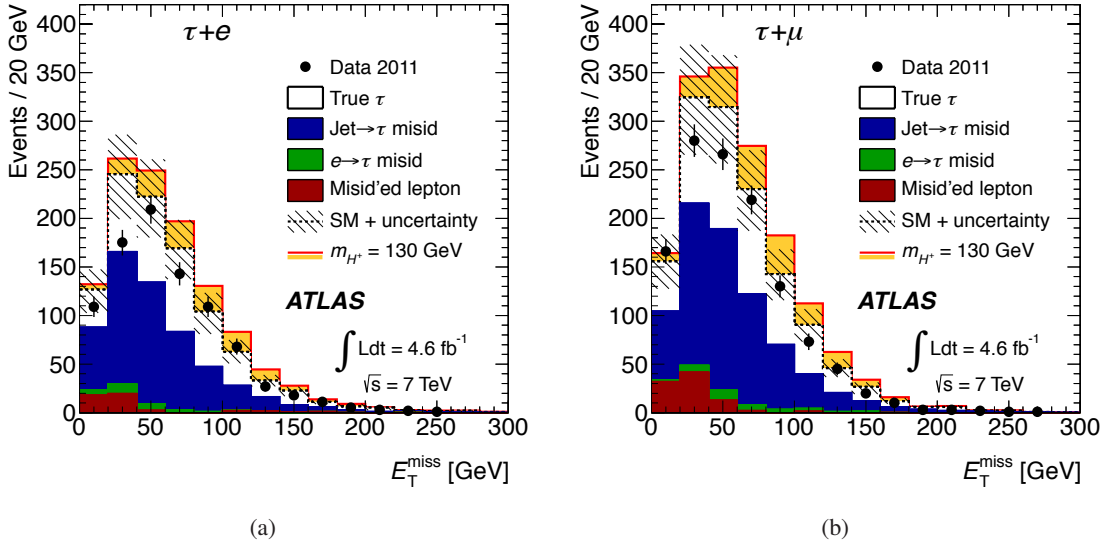 Events / 20 GeV
400
350
300
250
200
150
100
50
0
τ+e
Data 2011
True τ
Jet→τ misid
e→τ misid
Misid'ed lepton
SM + uncertainty
m_H⁺ = 130 GeV
ATLAS
∫ Ldt = 4.6 fb⁻¹
√s = 7 TeV
0 50 100 150 200 250 300
E_T^miss [GeV]
(a)
Events / 20 GeV
400
350
300
250
200
150
100
50
0
τ+μ
Data 2011
True τ
Jet→τ misid
e→τ misid
Misid'ed lepton
SM + uncertainty
m_H⁺ = 130 GeV
ATLAS
∫ Ldt = 4.6 fb⁻¹
√s = 7 TeV
0 50 100 150 200 250 300
E_T^miss [GeV]
(b)